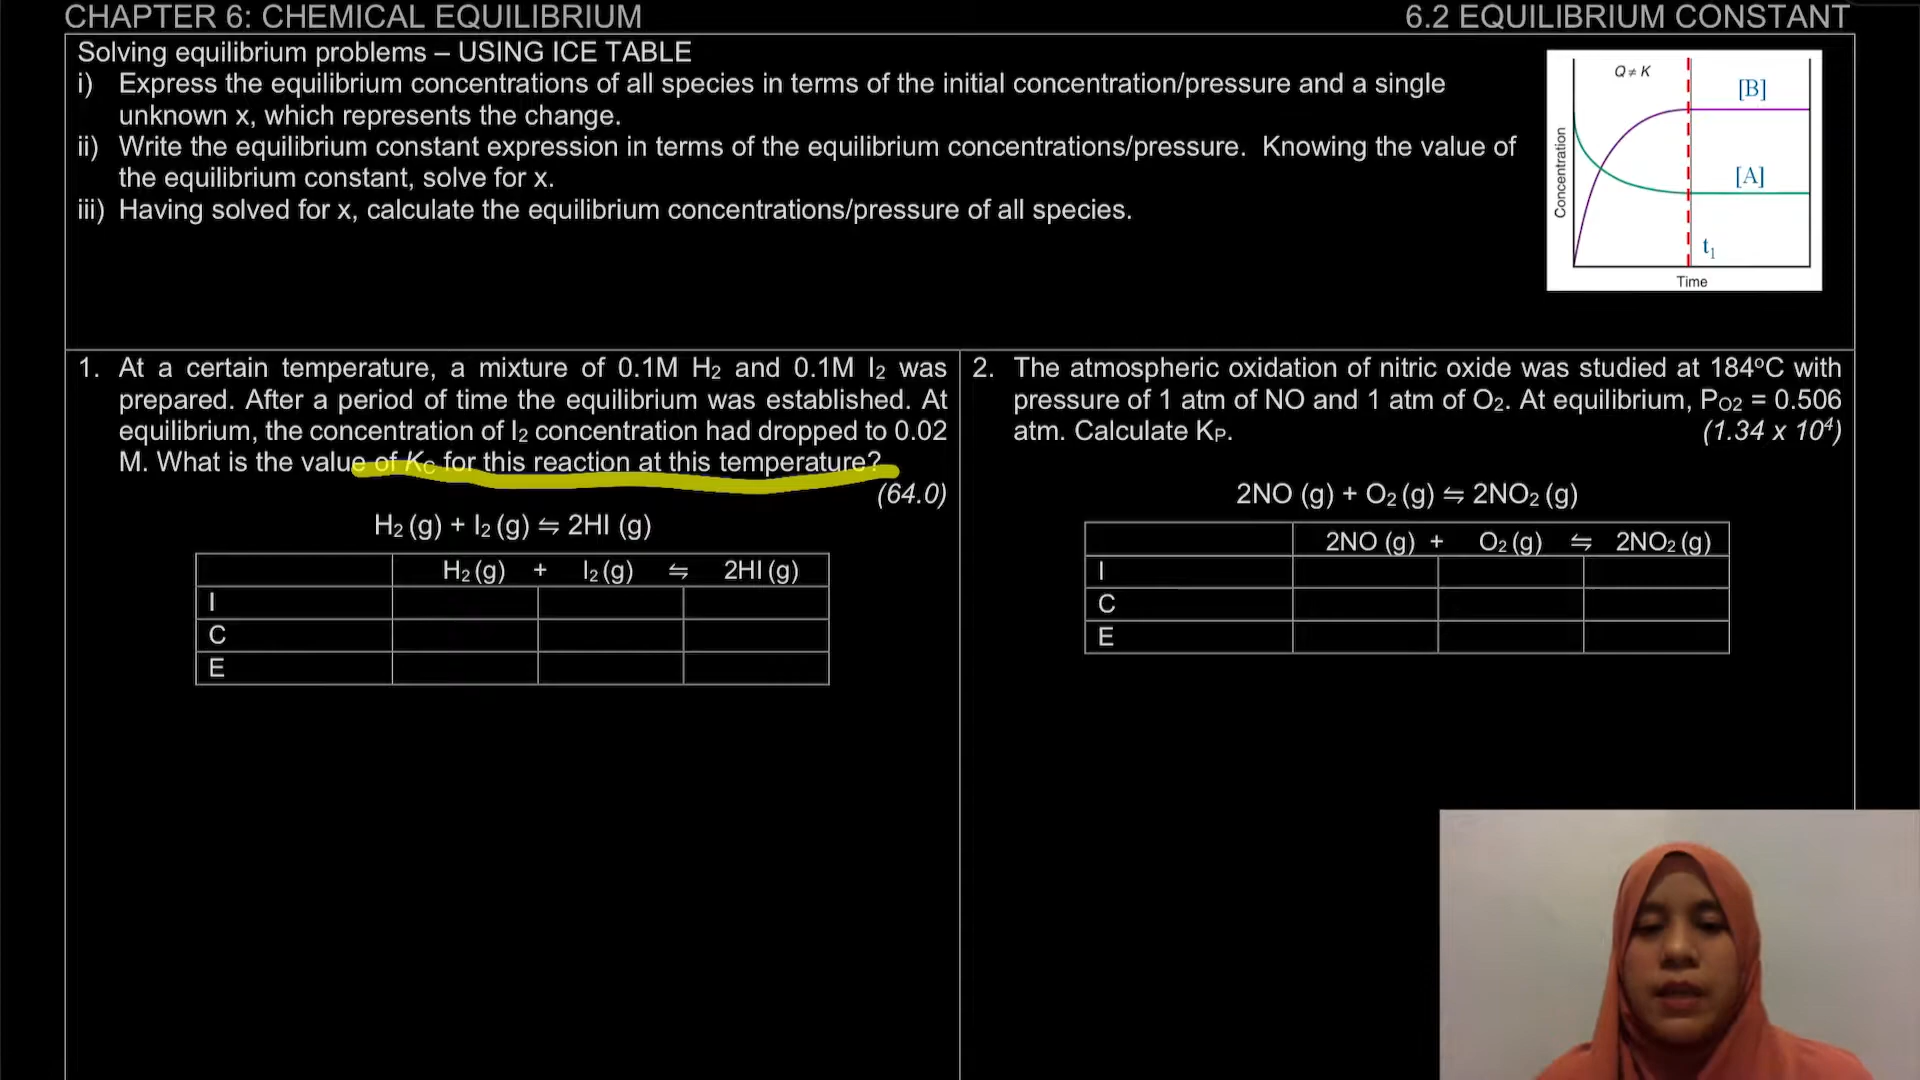 CHAPTER 6: CHEMICAL EQUILIBRIUM
6.2 EQUILIBRIUM CONSTANT
Solving equilibrium problems – USING ICE TABLE
i) Express the equilibrium concentrations of all species in terms of the initial concentration/pressure and a single
unknown x, which represents the change.
ii) Write the equilibrium constant expression in terms of the equilibrium concentrations/pressure. Knowing the value of
the equilibrium constant, solve for x.
iii) Having solved for x, calculate the equilibrium concentrations/pressure of all species.
Q ≠ K
[B]
[A]
t₁
Concentration
Time
1. At a certain temperature, a mixture of 0.1M H₂ and 0.1M I₂ was
prepared. After a period of time the equilibrium was established. At
equilibrium, the concentration of I₂ concentration had dropped to 0.02
M. What is the value of Kc for this reaction at this temperature?
(64.0)
H₂ (g) + I₂ (g) ⇋ 2HI (g)
H₂ (g) + I₂ (g) ⇋ 2HI (g)
I
C
E
2. The atmospheric oxidation of nitric oxide was studied at 184ºC with
pressure of 1 atm of NO and 1 atm of O₂. At equilibrium, PO₂ = 0.506
atm. Calculate KP.
(1.34 x 10⁴)
2NO (g) + O₂ (g) ⇋ 2NO₂ (g)
2NO (g) + O₂ (g) ⇋ 2NO₂ (g)
I
C
E